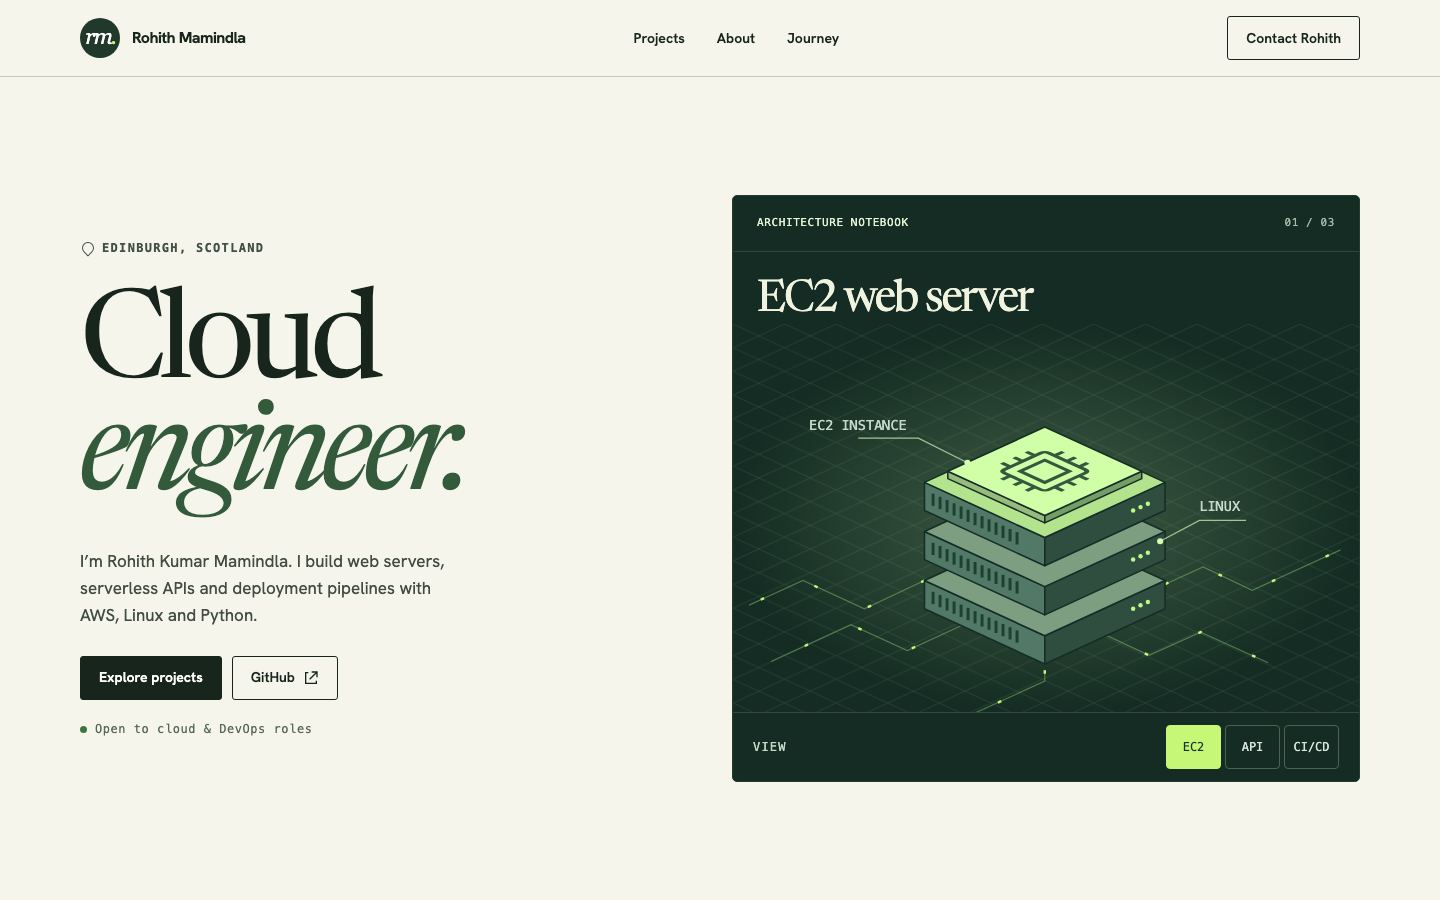 rm.
Rohith Mamindla
Projects
About
Journey
Contact Rohith
EDINBURGH, SCOTLAND
Cloud
engineer.
I’m Rohith Kumar Mamindla. I build web servers,
serverless APIs and deployment pipelines with
AWS, Linux and Python.
Explore projects
GitHub
Open to cloud & DevOps roles
ARCHITECTURE NOTEBOOK
01 / 03
EC2 web server
EC2 INSTANCE
LINUX
VIEW
EC2
API
CI/CD